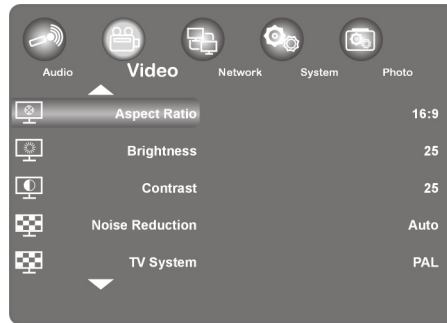 Audio
Video
Network
System
Photo
Aspect Ratio 16:9
Brightness 25
Contrast 25
Noise Reduction Auto
TV System PAL